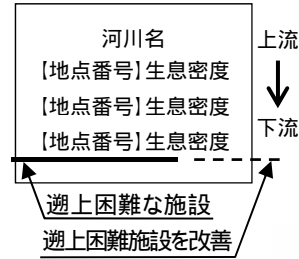 河川名
【地点番号】生息密度
【地点番号】生息密度
【地点番号】生息密度
上流
下流
遡上困難な施設
遡上困難施設を改善